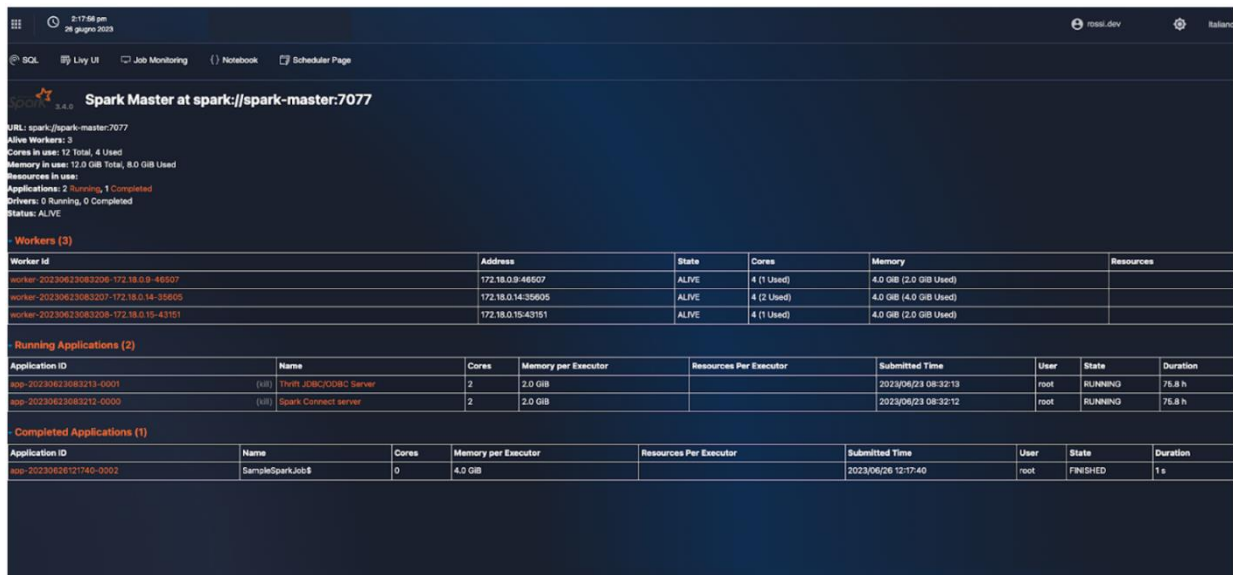 2:17:56 pm
26 giugno 2023
rossi.dev
Italiano
SQL Livy UI Job Monitoring { } Notebook Scheduler Page
Spark 3.4.0 Spark Master at spark://spark-master:7077
URL: spark://spark-master:7077
Alive Workers: 3
Cores in use: 12 Total, 4 Used
Memory in use: 12.0 GiB Total, 8.0 GiB Used
Resources in use:
Applications: 2 Running, 1 Completed
Drivers: 0 Running, 0 Completed
Status: ALIVE
Workers (3)
Worker Id Address State Cores Memory Resources
worker-20230623083206-172.18.0.9-46507 172.18.0.9:46507 ALIVE 4 (1 Used) 4.0 GiB (2.0 GiB Used)
worker-20230623083207-172.18.0.14-35605 172.18.0.14:35605 ALIVE 4 (2 Used) 4.0 GiB (4.0 GiB Used)
worker-20230623083208-172.18.0.15-43151 172.18.0.15:43151 ALIVE 4 (1 Used) 4.0 GiB (2.0 GiB Used)
Running Applications (2)
Application ID Name Cores Memory per Executor Resources Per Executor Submitted Time User State Duration
app-20230623083213-0001 (kill) Thrift JDBC/ODBC Server 2 2.0 GiB 2023/06/23 08:32:13 root RUNNING 75.8 h
app-20230623083212-0000 (kill) Spark Connect server 2 2.0 GiB 2023/06/23 08:32:12 root RUNNING 75.8 h
Completed Applications (1)
Application ID Name Cores Memory per Executor Resources Per Executor Submitted Time User State Duration
app-20230626121740-0002 SampleSparkJob$ 0 4.0 GiB 2023/06/26 12:17:40 root FINISHED 1 s